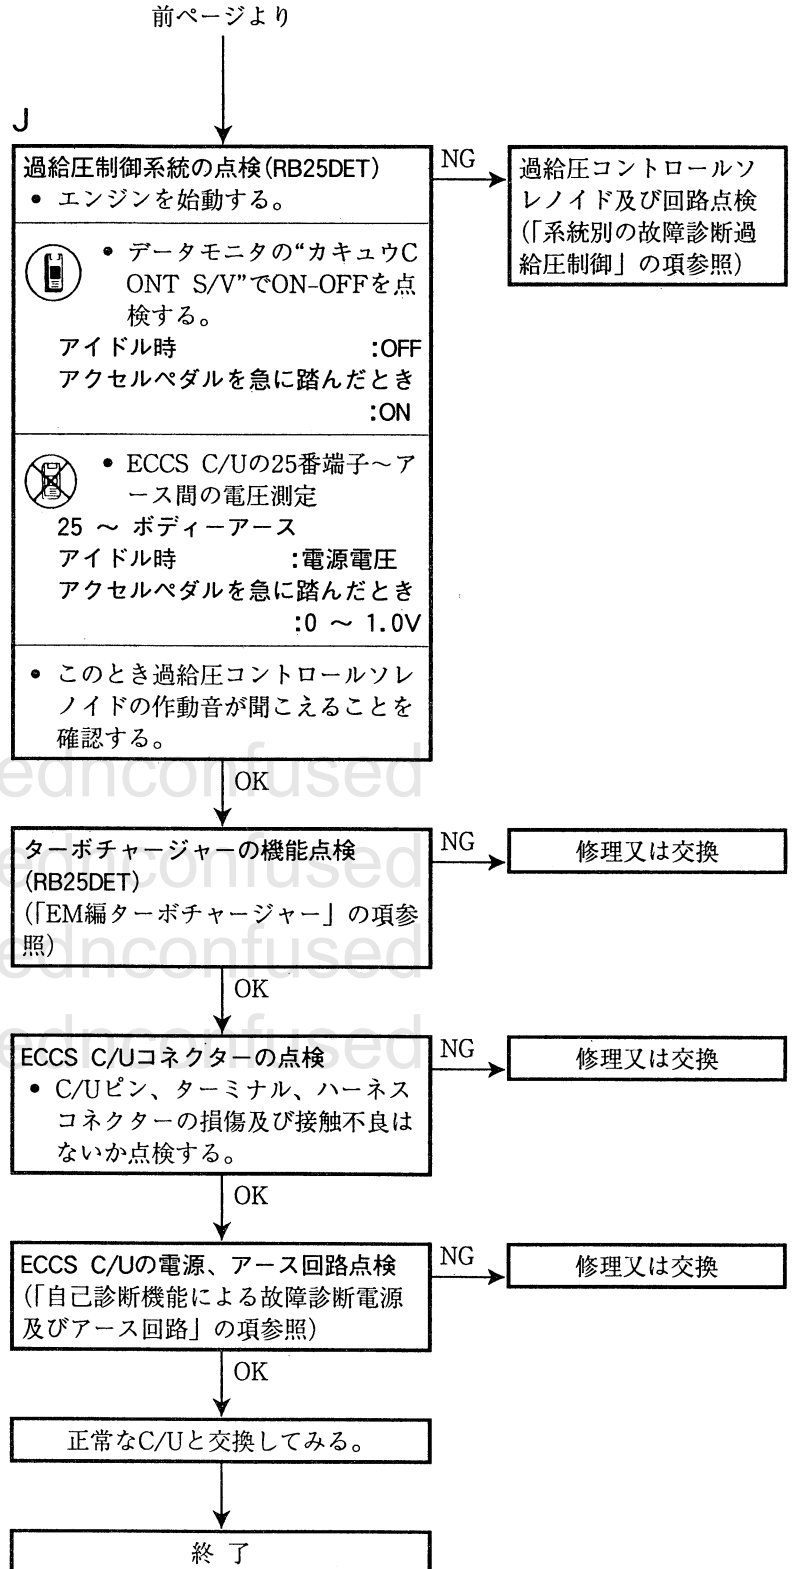 前ページより
J
過給圧制御系統の点検(RB25DET)
• エンジンを始動する。
• データモニタの“カキュウC
ONT S/V”でON-OFFを点
検する。
アイドル時 :OFF
アクセルペダルを急に踏んだとき
:ON
• ECCS C/Uの25番端子～ア
ース間の電圧測定
25 ～ ボディーアース
アイドル時 :電源電圧
アクセルペダルを急に踏んだとき
:0 ～ 1.0V
• このとき過給圧コントロールソレ
ノイドの作動音が聞こえることを
確認する。
NG
過給圧コントロールソ
レノイド及び回路点検
(「系統別の故障診断過
給圧制御」の項参照)
OK
ターボチャージャーの機能点検
(RB25DET)
(「EM編ターボチャージャー」の項参
照)
NG
修理又は交換
OK
ECCS C/Uコネクターの点検
• C/Uピン、ターミナル、ハーネス
コネクターの損傷及び接触不良は
ないか点検する。
NG
修理又は交換
OK
ECCS C/Uの電源、アース回路点検
(「自己診断機能による故障診断電源
及びアース回路」の項参照)
NG
修理又は交換
OK
正常なC/Uと交換してみる。
終 了
ednconfused
ednconfused
ednconfused
ednconfused